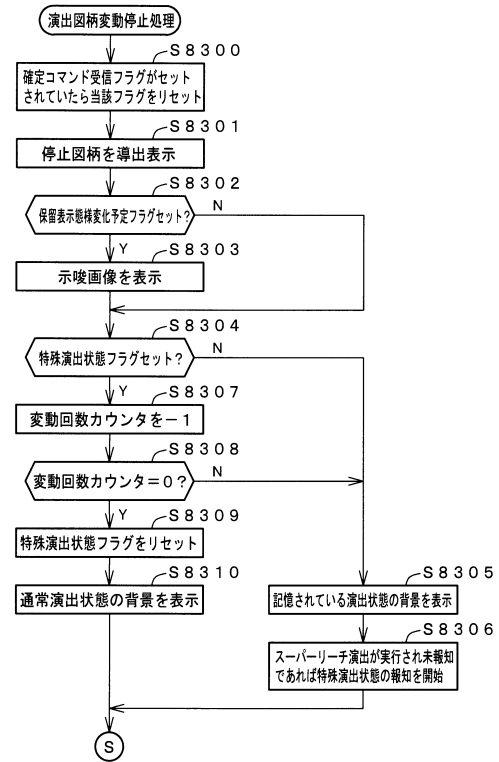 演出図柄変動停止処理
S8300
確定コマンド受信フラグがセット
されていたら当該フラグをリセット
S8301
停止図柄を導出表示
S8302
保留表示態様変化予定フラグセット?
N
Y
S8303
示唆画像を表示
S8304
特殊演出状態フラグセット?
N
Y
S8307
変動回数カウンタを－1
S8308
変動回数カウンタ＝0?
N
Y
S8309
特殊演出状態フラグをリセット
S8310
通常演出状態の背景を表示
S8305
記憶されている演出状態の背景を表示
S8306
スーパーリーチ演出が実行され未報知
であれば特殊演出状態の報知を開始
S